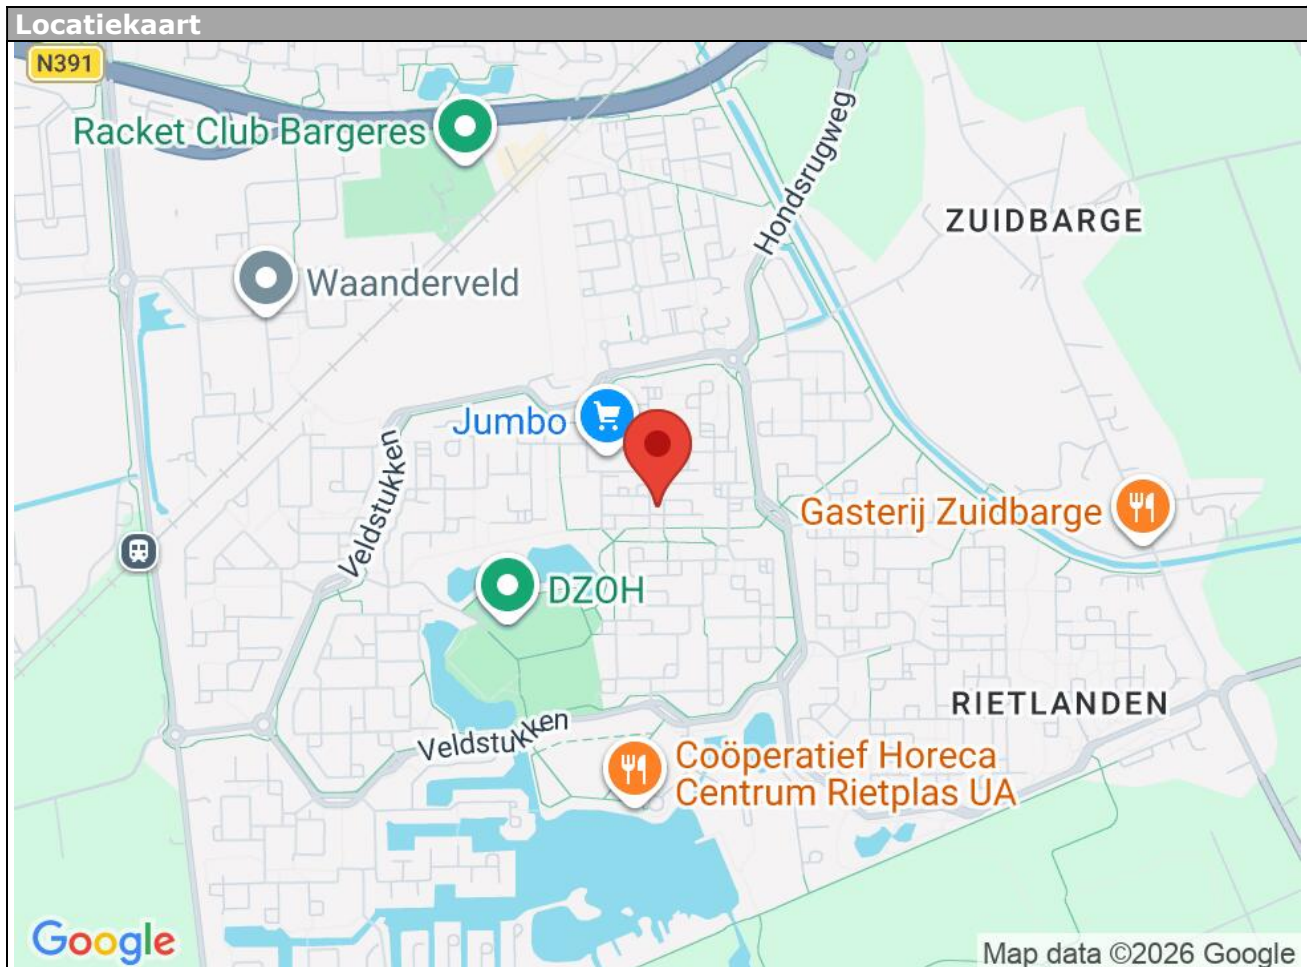 Locatiekaart
N391
Racket Club Bargeres
Hondsrugweg
ZUIDBARGE
Waanderveld
Jumbo
Veldstukken
Gasterij Zuidbarge
DZOH
RIETLANDEN
Veldstukken
Coöperatief Horeca
Centrum Rietplas UA
Google
Map data ©2026 Google